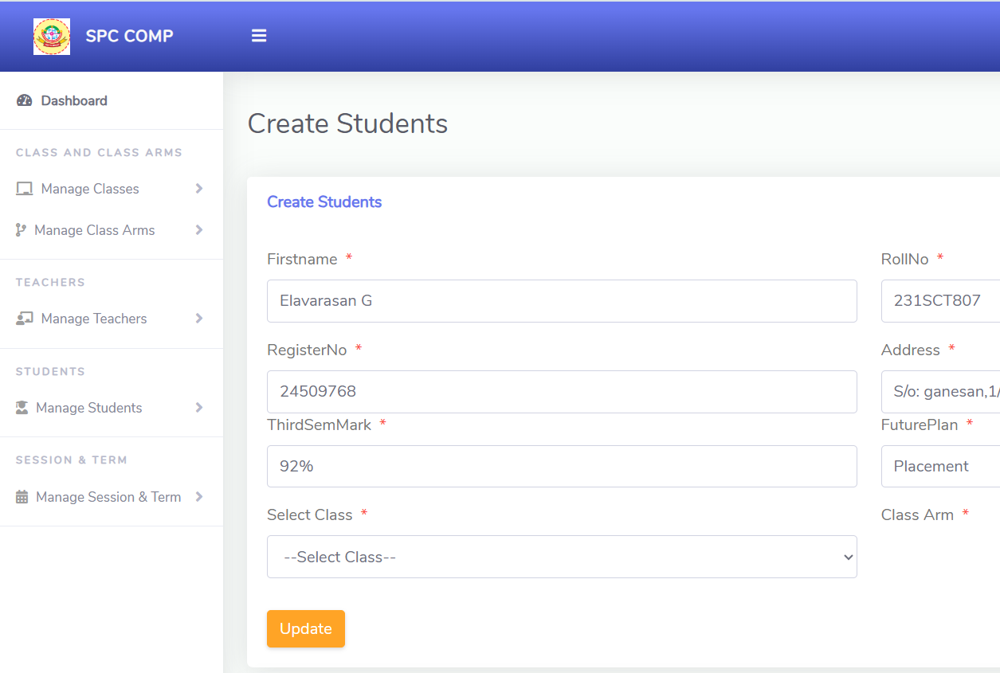 SPC COMP
Dashboard
CLASS AND CLASS ARMS
Manage Classes
Manage Class Arms
TEACHERS
Manage Teachers
STUDENTS
Manage Students
SESSION & TERM
Manage Session & Term
Create Students
Create Students
Firstname * RollNo *
Elavarasan G 231SCT807
RegisterNo * Address *
24509768 S/o: ganesan,1/
ThirdSemMark * FuturePlan *
92% Placement
Select Class * Class Arm *
--Select Class--
Update